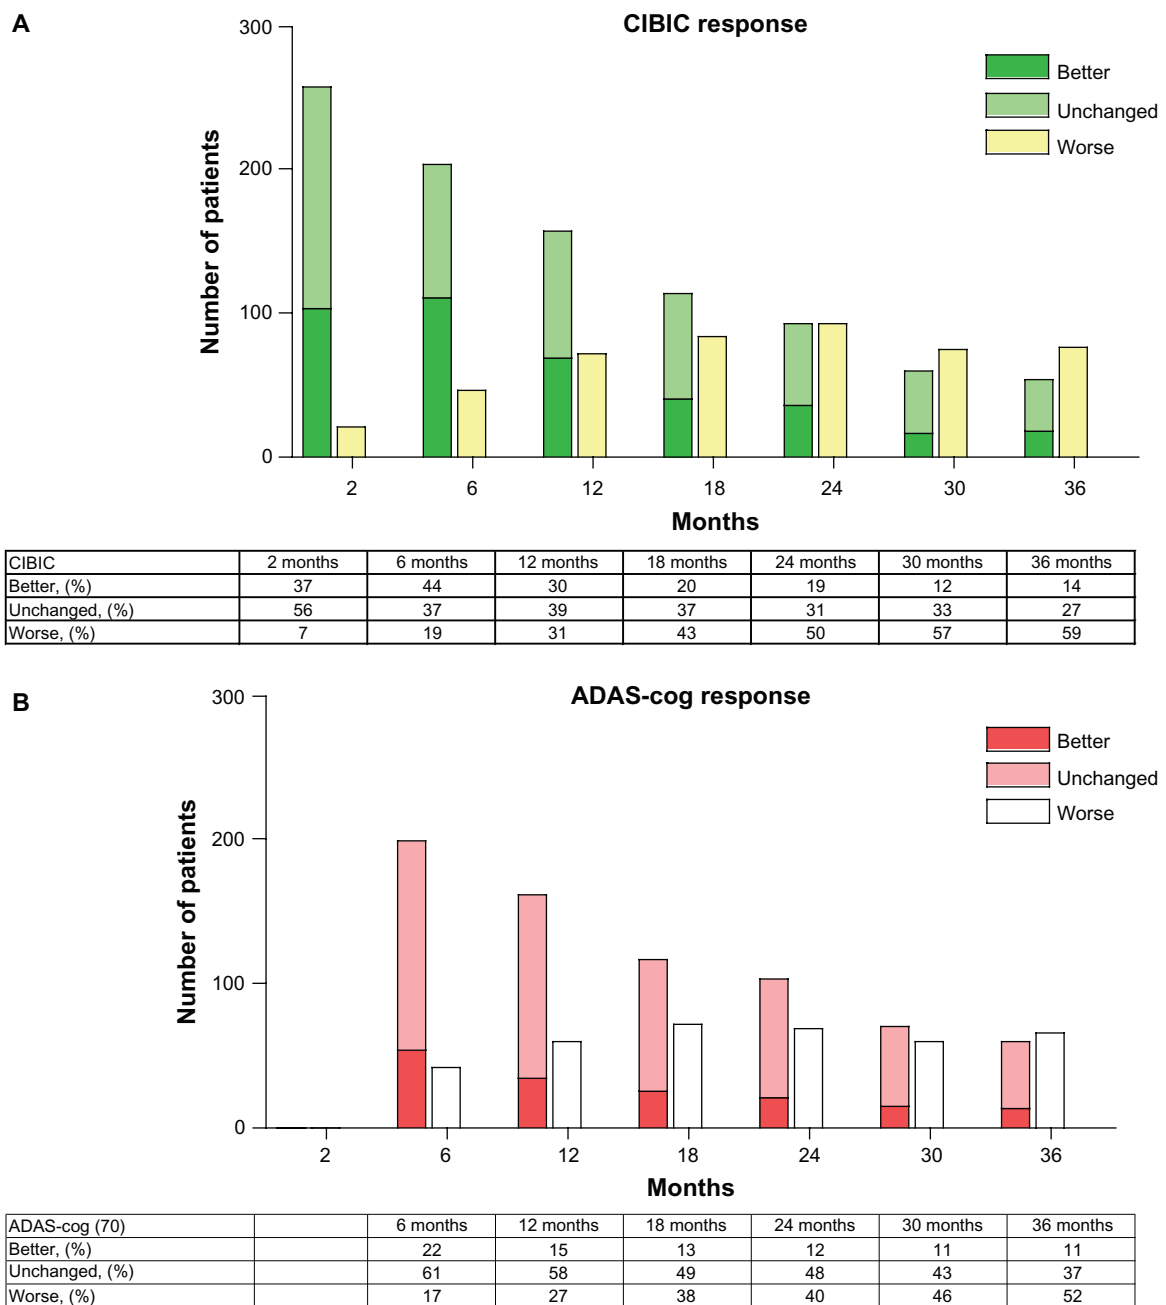 A
CIBIC response
300
200
100
0
Number of patients
Better
Unchanged
Worse
2 6 12 18 24 30 36
Months
CIBIC 2 months 6 months 12 months 18 months 24 months 30 months 36 months
Better, (%) 37 44 30 20 19 12 14
Unchanged, (%) 56 37 39 37 31 33 27
Worse, (%) 7 19 31 43 50 57 59
B
ADAS-cog response
300
200
100
0
Number of patients
Better
Unchanged
Worse
2 6 12 18 24 30 36
Months
ADAS-cog (70) 6 months 12 months 18 months 24 months 30 months 36 months
Better, (%) 22 15 13 12 11 11
Unchanged, (%) 61 58 49 48 43 37
Worse, (%) 17 27 38 40 46 52